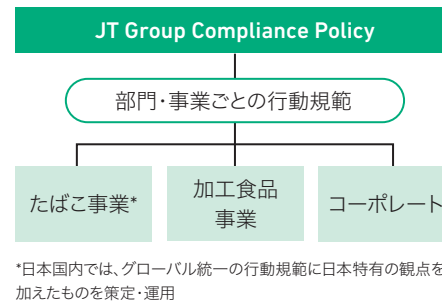 JT Group Compliance Policy
部門・事業ごとの行動規範
たばこ事業*
加工食品
事業
コーポレート
*日本国内では、グローバル統一の行動規範に日本特有の観点を
加えたものを策定・運用